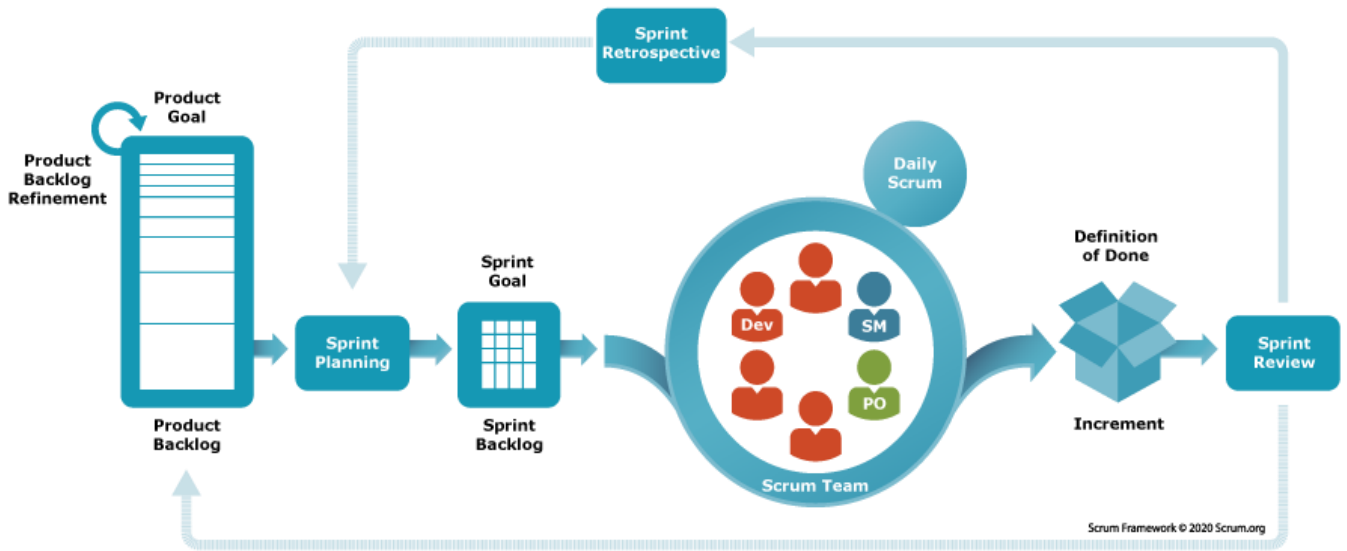 Sprint
Retrospective
Product
Goal
Product
Backlog
Refinement
Daily
Scrum
Definition
of Done
Sprint
Goal
Dev
SM
Sprint
Planning
Sprint
Review
PO
Product
Backlog
Sprint
Backlog
Increment
Scrum Team
Scrum Framework © 2020 Scrum.org